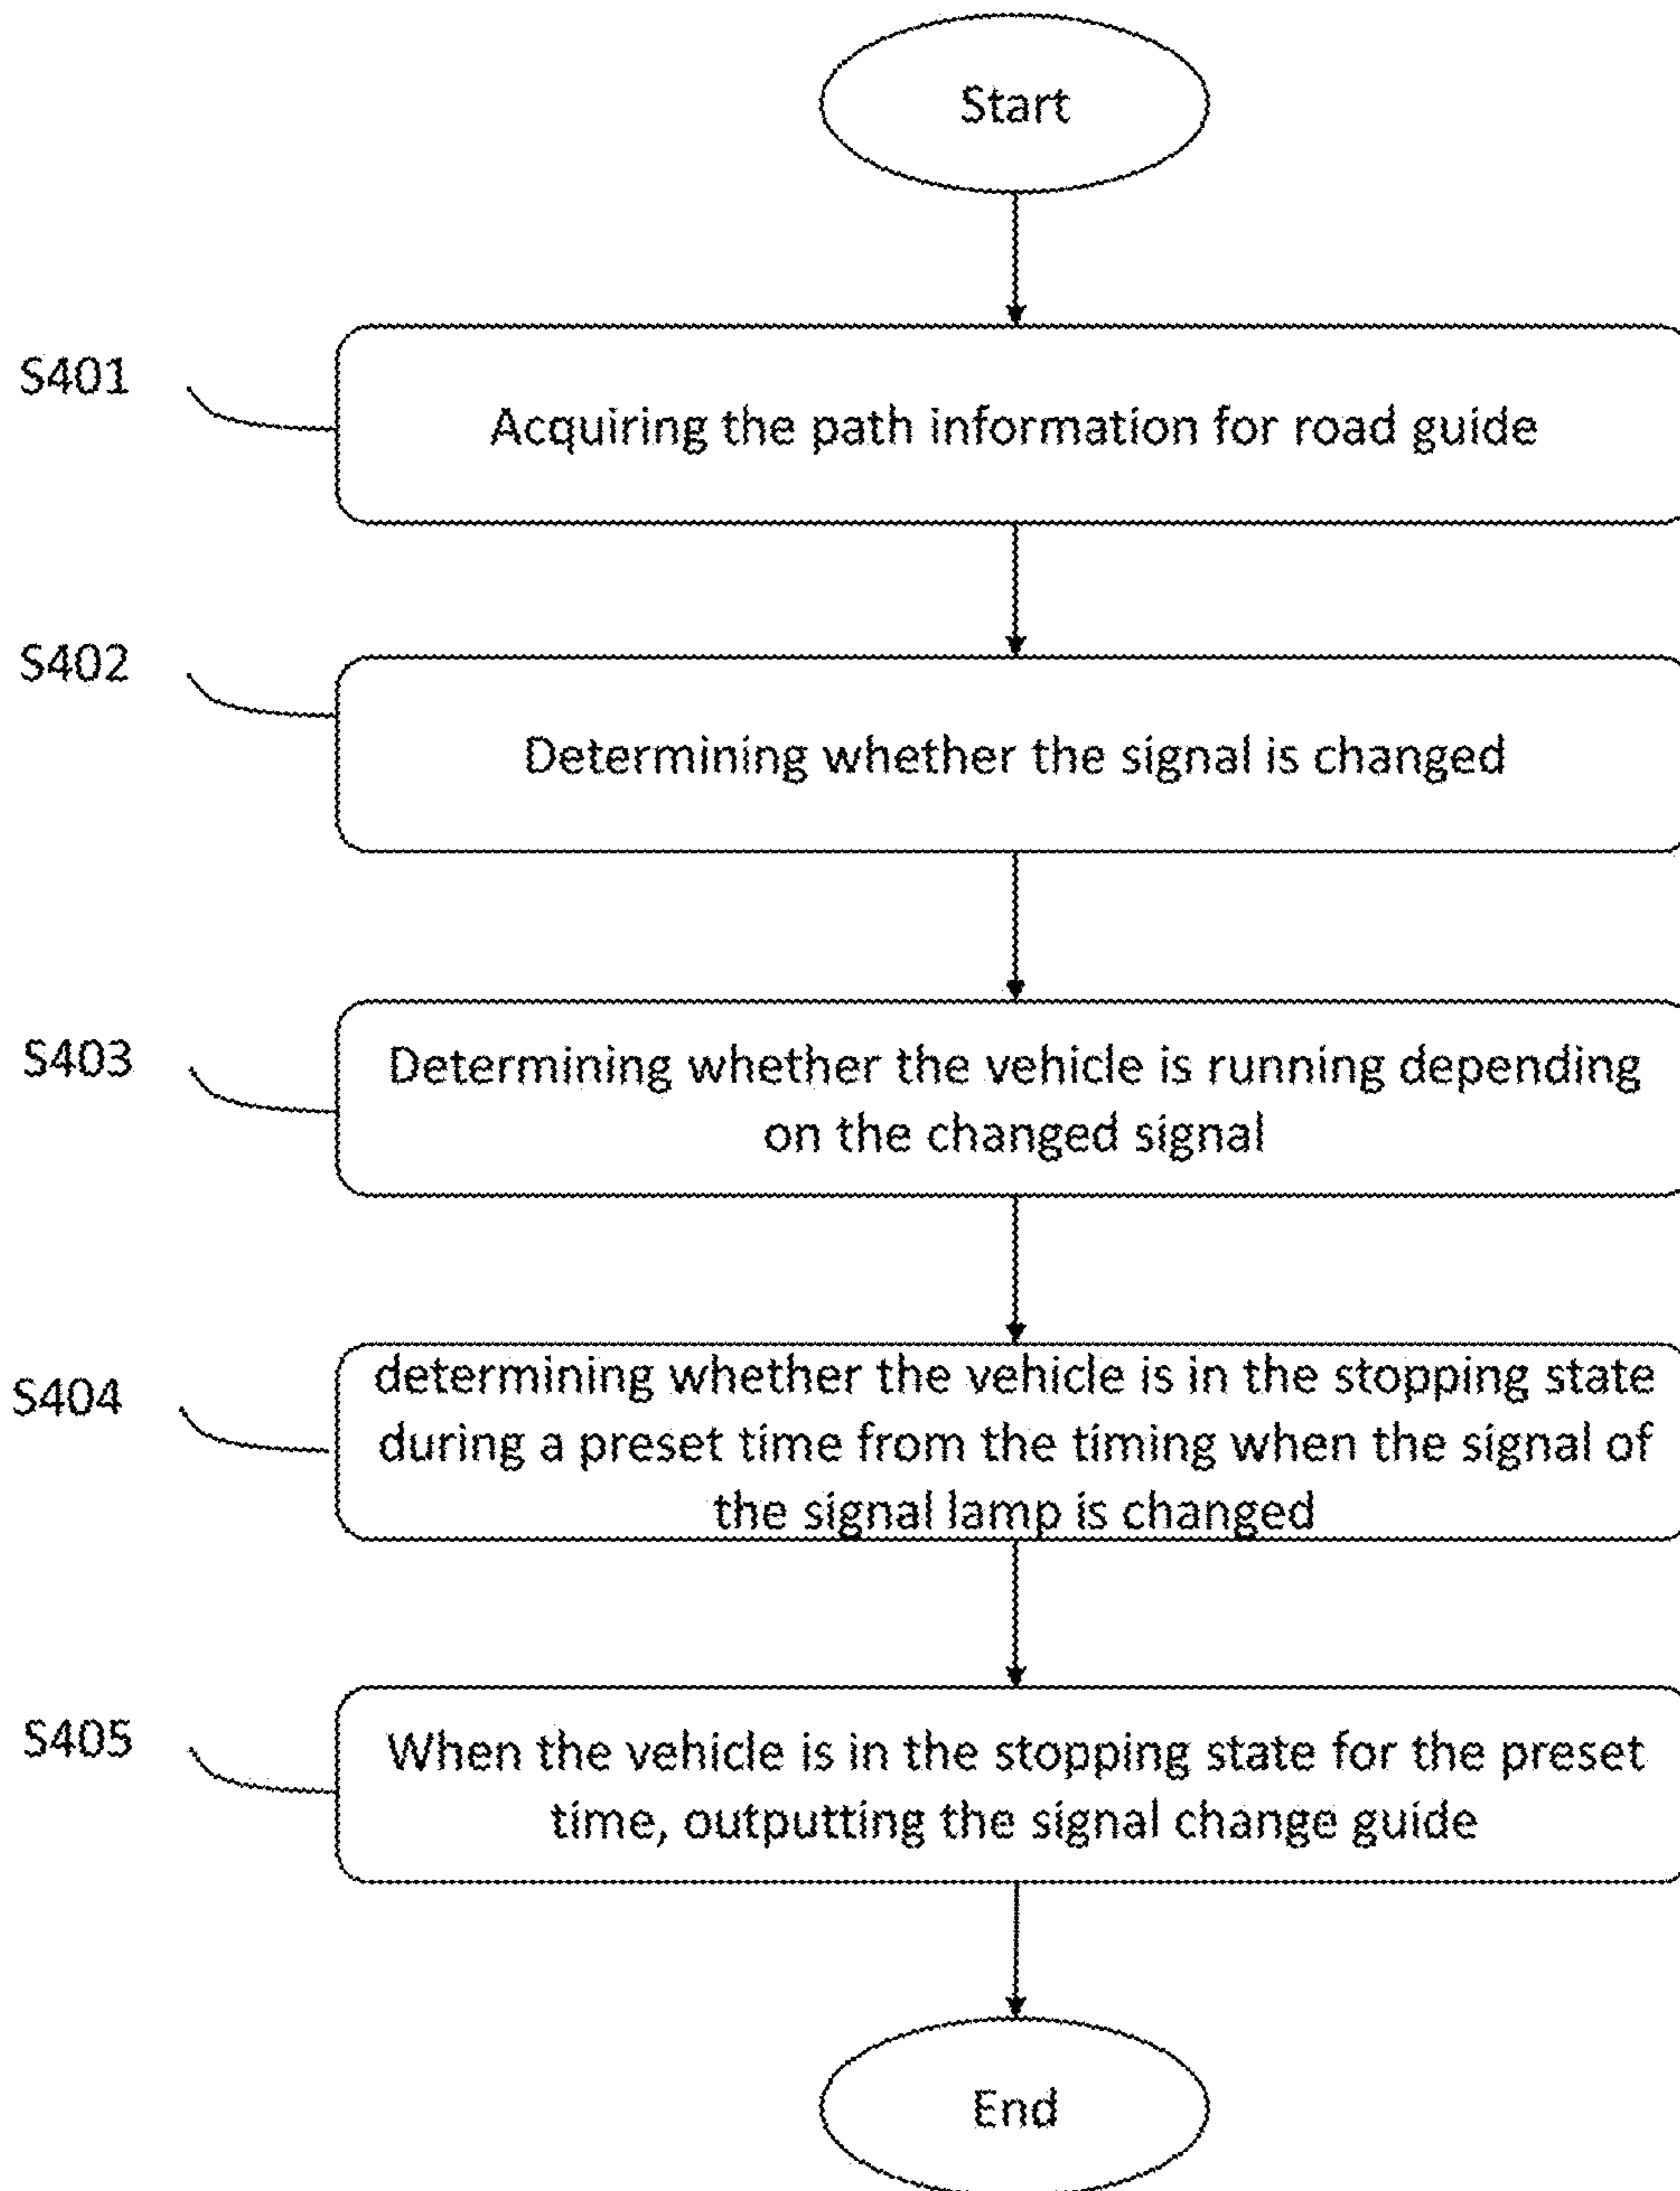 Start
S401
Acquiring the path information for road guide
S402
Determining whether the signal is changed
S403
Determining whether the vehicle is running depending
on the changed signal
S404
determining whether the vehicle is in the stopping state
during a preset time from the timing when the signal of
the signal lamp is changed
S405
When the vehicle is in the stopping state for the preset
time, outputting the signal change guide
End